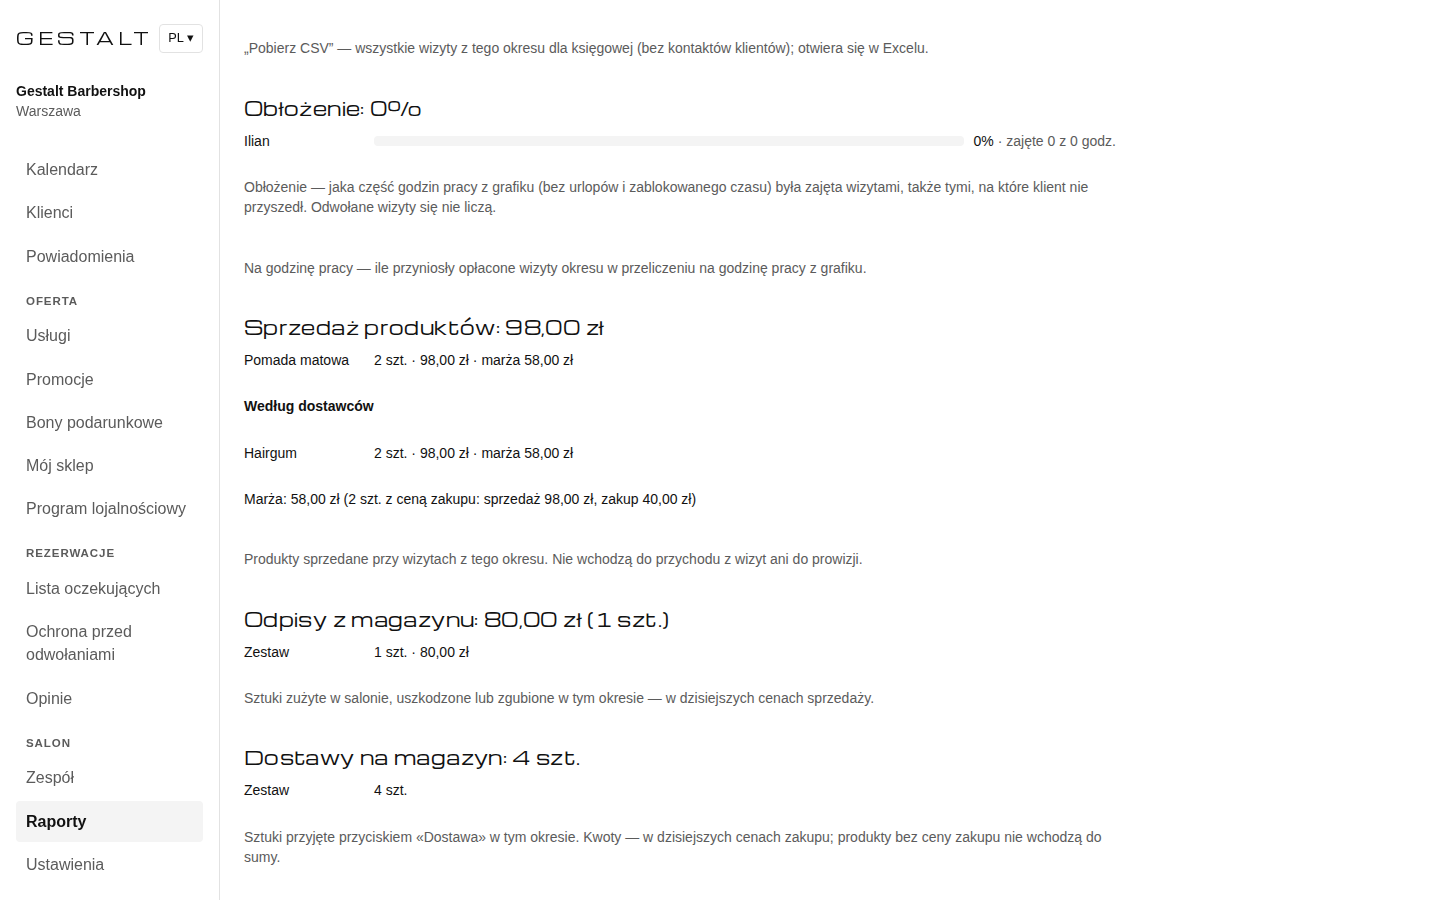 GESTALT
PL ▾
Gestalt Barbershop
Warszawa
Kalendarz
Klienci
Powiadomienia
OFERTA
Usługi
Promocje
Bony podarunkowe
Mój sklep
Program lojalnościowy
REZERWACJE
Lista oczekujących
Ochrona przed
odwołaniami
Opinie
SALON
Zespół
Raporty
Ustawienia
„Pobierz CSV” — wszystkie wizyty z tego okresu dla księgowej (bez kontaktów klientów); otwiera się w Excelu.
Obłożenie: 0%
Ilian 0% · zajęte 0 z 0 godz.
Obłożenie — jaka część godzin pracy z grafiku (bez urlopów i zablokowanego czasu) była zajęta wizytami, także tymi, na które klient nie
przyszedł. Odwołane wizyty się nie liczą.
Na godzinę pracy — ile przyniosły opłacone wizyty okresu w przeliczeniu na godzinę pracy z grafiku.
Sprzedaż produktów: 98,00 zł
Pomada matowa 2 szt. · 98,00 zł · marża 58,00 zł
Według dostawców
Hairgum 2 szt. · 98,00 zł · marża 58,00 zł
Marża: 58,00 zł (2 szt. z ceną zakupu: sprzedaż 98,00 zł, zakup 40,00 zł)
Produkty sprzedane przy wizytach z tego okresu. Nie wchodzą do przychodu z wizyt ani do prowizji.
Odpisy z magazynu: 80,00 zł (1 szt.)
Zestaw 1 szt. · 80,00 zł
Sztuki zużyte w salonie, uszkodzone lub zgubione w tym okresie — w dzisiejszych cenach sprzedaży.
Dostawy na magazyn: 4 szt.
Zestaw 4 szt.
Sztuki przyjęte przyciskiem «Dostawa» w tym okresie. Kwoty — w dzisiejszych cenach zakupu; produkty bez ceny zakupu nie wchodzą do
sumy.